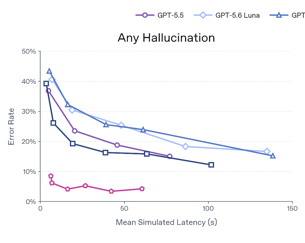 GPT-5.5 GPT-5.6 Luna GPT
Any Hallucination
50%
40%
30%
20%
10%
0%
Error Rate
0 50 100 150
Mean Simulated Latency (s)